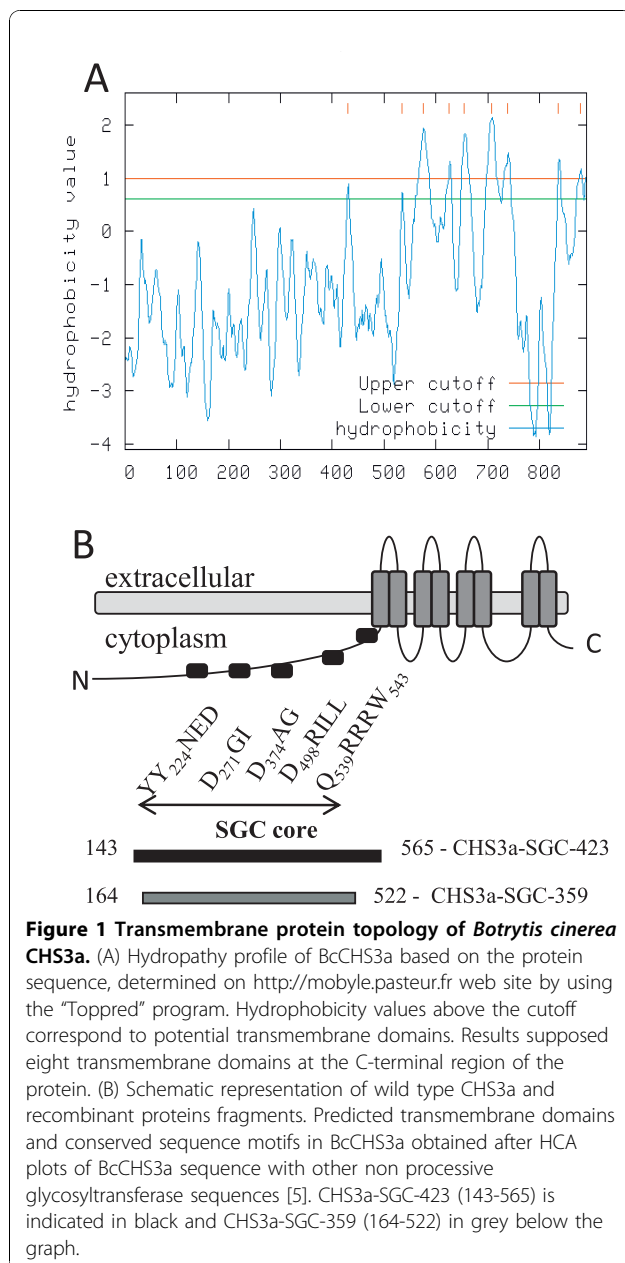 A
hydrophobicity value
2
1
0
-1
-2
-3
-4
Upper cutoff
Lower cutoff
hydrophobicity
0 100 200 300 400 500 600 700 800
B
extracellular
cytoplasm
N
C
YY224NED
D271GI
D374AG
D498RILL
Q539RRRW543
SGC core
143 565 - CHS3a-SGC-423
164 522 - CHS3a-SGC-359
Figure 1 Transmembrane protein topology of Botrytis cinerea
CHS3a. (A) Hydropathy profile of BcCHS3a based on the protein
sequence, determined on http://mobyle.pasteur.fr web site by using
the “Toppred” program. Hydrophobicity values above the cutoff
correspond to potential transmembrane domains. Results supposed
eight transmembrane domains at the C-terminal region of the
protein. (B) Schematic representation of wild type CHS3a and
recombinant proteins fragments. Predicted transmembrane domains
and conserved sequence motifs in BcCHS3a obtained after HCA
plots of BcCHS3a sequence with other non processive
glycosyltransferase sequences [5]. CHS3a-SGC-423 (143-565) is
indicated in black and CHS3a-SGC-359 (164-522) in grey below the
graph.